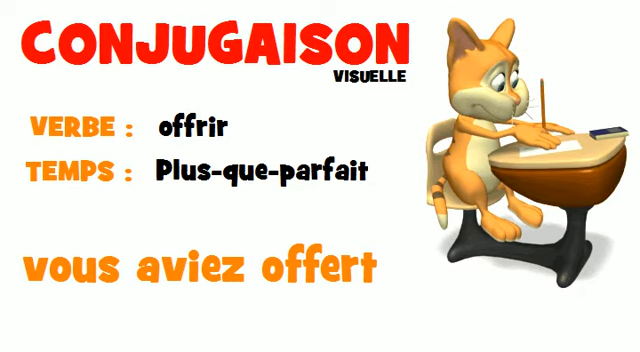 CONJUGAISON
VISUELLE
VERBE : offrir
TEMPS : Plus-que-parfait
vous aviez offert